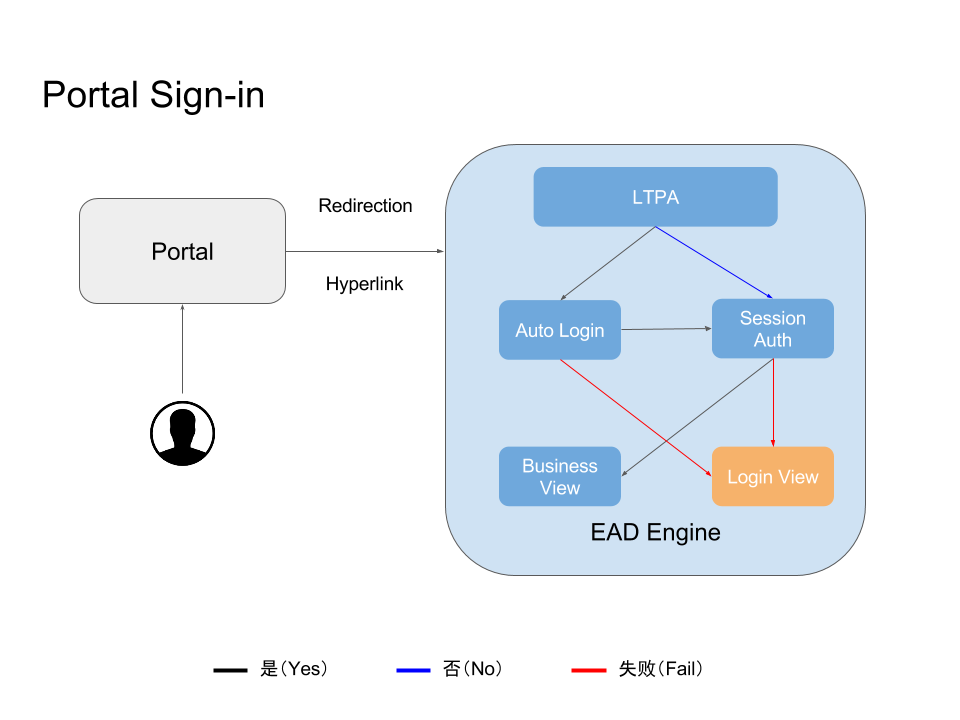 Portal Sign-in
Portal
Redirection
Hyperlink
LTPA
Auto Login
Session
Auth
Business
View
Login View
EAD Engine
是（Yes）
否（No）
失败（Fail）